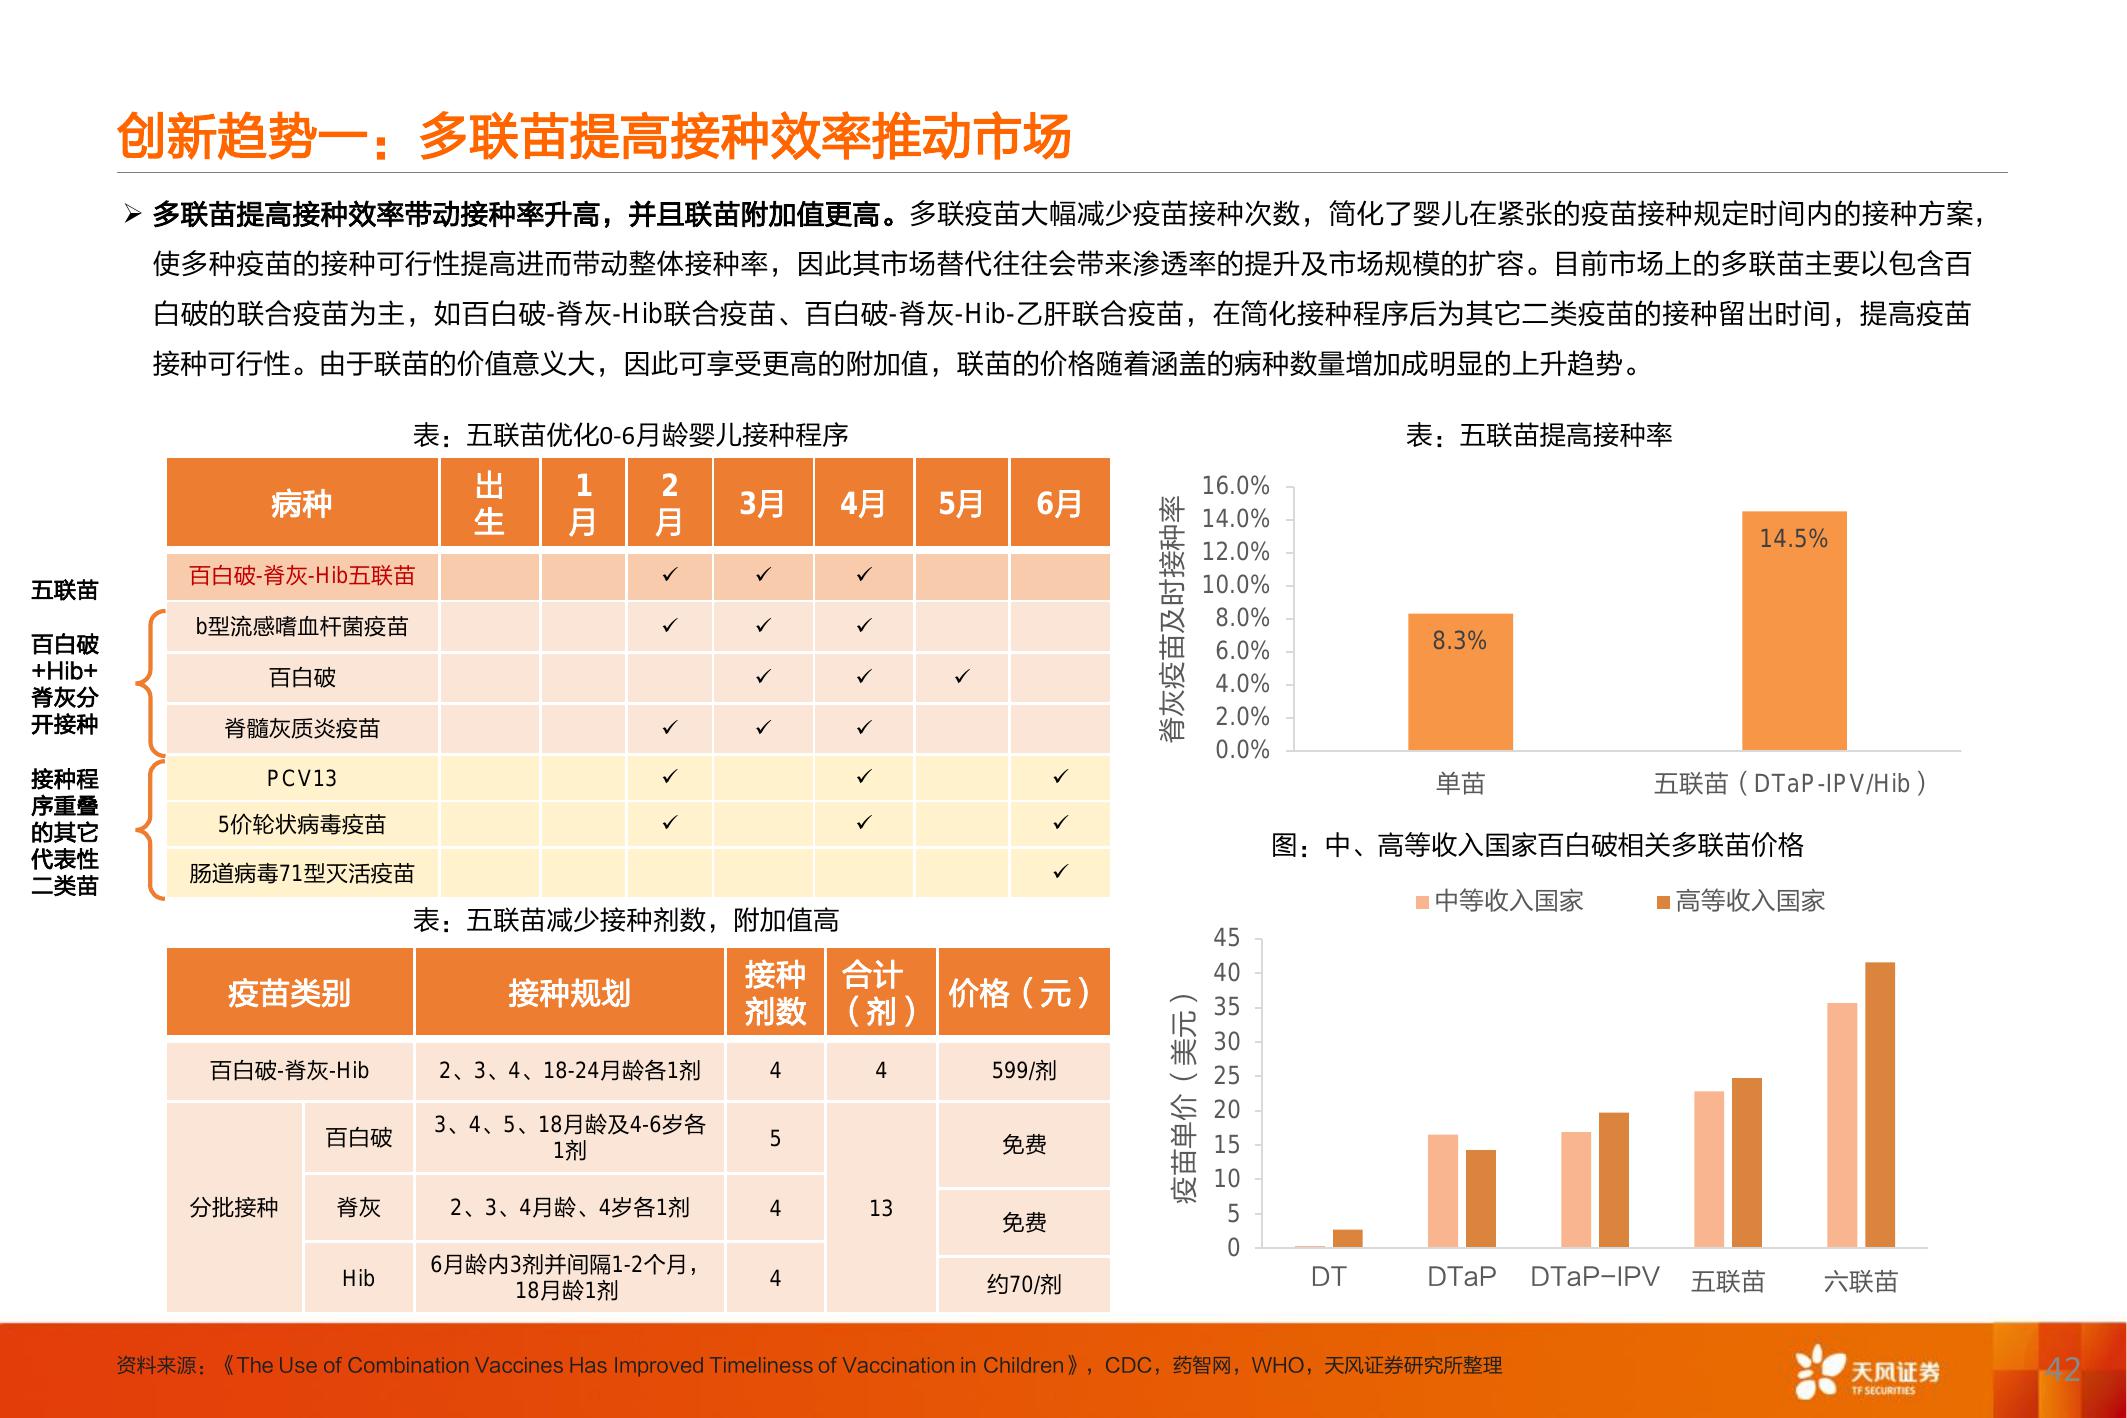 创新趋势一：多联苗提高接种效率推动市场
➢ 多联苗提高接种效率带动接种率升高，并且联苗附加值更高。多联疫苗大幅减少疫苗接种次数，简化了婴儿在紧张的疫苗接种规定时间内的接种方案，
使多种疫苗的接种可行性提高进而带动整体接种率，因此其市场替代往往会带来渗透率的提升及市场规模的扩容。目前市场上的多联苗主要以包含百
白破的联合疫苗为主，如百白破-脊灰-Hib联合疫苗、百白破-脊灰-Hib-乙肝联合疫苗，在简化接种程序后为其它二类疫苗的接种留出时间，提高疫苗
接种可行性。由于联苗的价值意义大，因此可享受更高的附加值，联苗的价格随着涵盖的病种数量增加成明显的上升趋势。
表：五联苗优化0-6月龄婴儿接种程序
病种 出生 1月 2月 3月 4月 5月 6月
五联苗
百白破-脊灰-Hib五联苗 ✓ ✓ ✓
百白破
+Hib+
脊灰分
开接种
b型流感嗜血杆菌疫苗 ✓ ✓ ✓
百白破 ✓ ✓ ✓
脊髓灰质炎疫苗 ✓ ✓ ✓
接种程
序重叠
的其它
代表性
二类苗
PCV13 ✓ ✓ ✓
5价轮状病毒疫苗 ✓ ✓ ✓
肠道病毒71型灭活疫苗 ✓
表：五联苗减少接种剂数，附加值高
疫苗类别 接种规划 接种剂数 合计（剂） 价格（元）
百白破-脊灰-Hib 2、3、4、18-24月龄各1剂 4 4 599/剂
分批接种
百白破 3、4、5、18月龄及4-6岁各
1剂 5 免费
脊灰 2、3、4月龄、4岁各1剂 4 13 免费
Hib 6月龄内3剂并间隔1-2个月，
18月龄1剂 4 约70/剂
表：五联苗提高接种率
脊灰疫苗及时接种率
16.0%
14.0%
12.0%
10.0%
8.0%
6.0%
4.0%
2.0%
0.0%
8.3%
14.5%
单苗 五联苗（DTaP-IPV/Hib）
图：中、高等收入国家百白破相关多联苗价格
中等收入国家 高等收入国家
疫苗单价（美元）
45
40
35
30
25
20
15
10
5
0
DT DTaP DTaP-IPV 五联苗 六联苗
资料来源：《The Use of Combination Vaccines Has Improved Timeliness of Vaccination in Children》，CDC，药智网，WHO，天风证券研究所整理
天风证券
TF SECURITIES
42